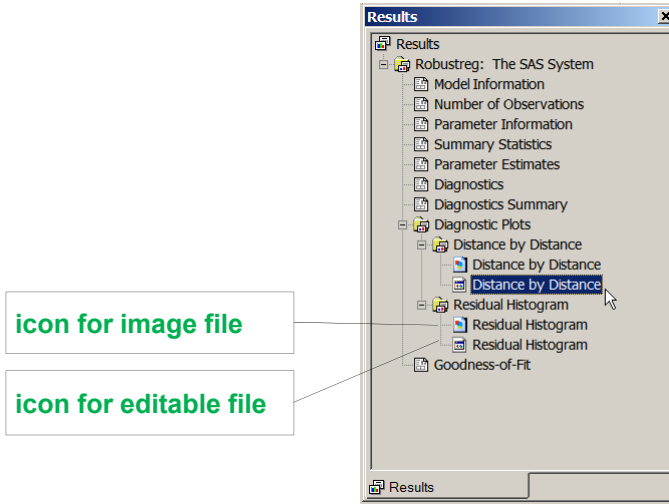 Results
Results
Robustreg: The SAS System
Model Information
Number of Observations
Parameter Information
Summary Statistics
Parameter Estimates
Diagnostics
Diagnostics Summary
Diagnostic Plots
Distance by Distance
Distance by Distance
Distance by Distance
Residual Histogram
Residual Histogram
Residual Histogram
Goodness-of-Fit
Results
icon for image file
icon for editable file